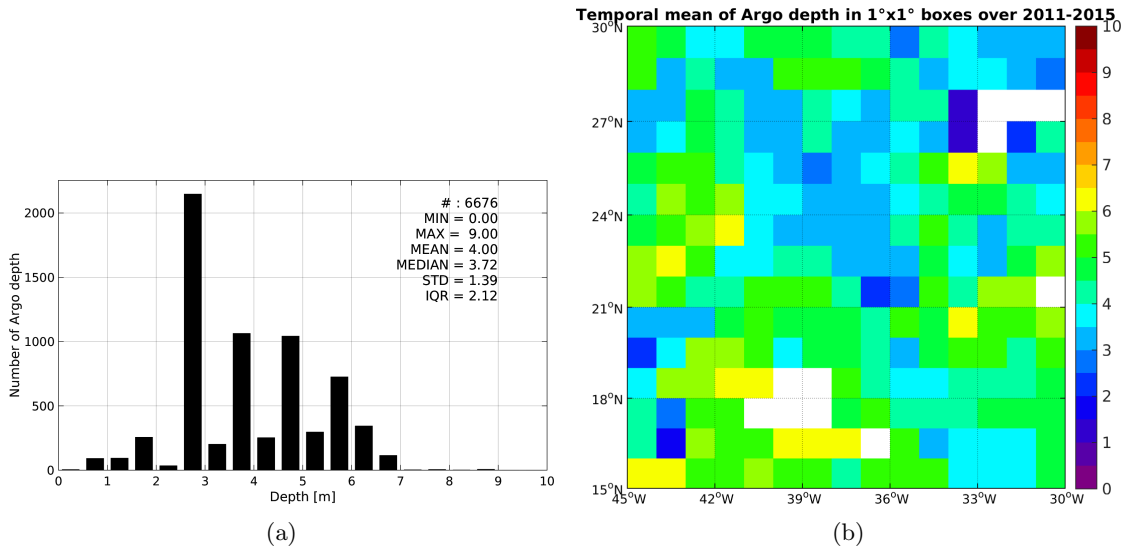 Temporal mean of Argo depth in 1°x1° boxes over 2011-2015
# : 6676
MIN = 0.00
MAX = 9.00
MEAN = 4.00
MEDIAN = 3.72
STD = 1.39
IQR = 2.12
Number of Argo depth
2000
1500
1000
500
0
0 1 2 3 4 5 6 7 8 9 10
Depth [m]
(a)
30°N
27°N
24°N
21°N
18°N
15°N
45°W 42°W 39°W 36°W 33°W 30°W
10
9
8
7
6
5
4
3
2
1
0
(b)